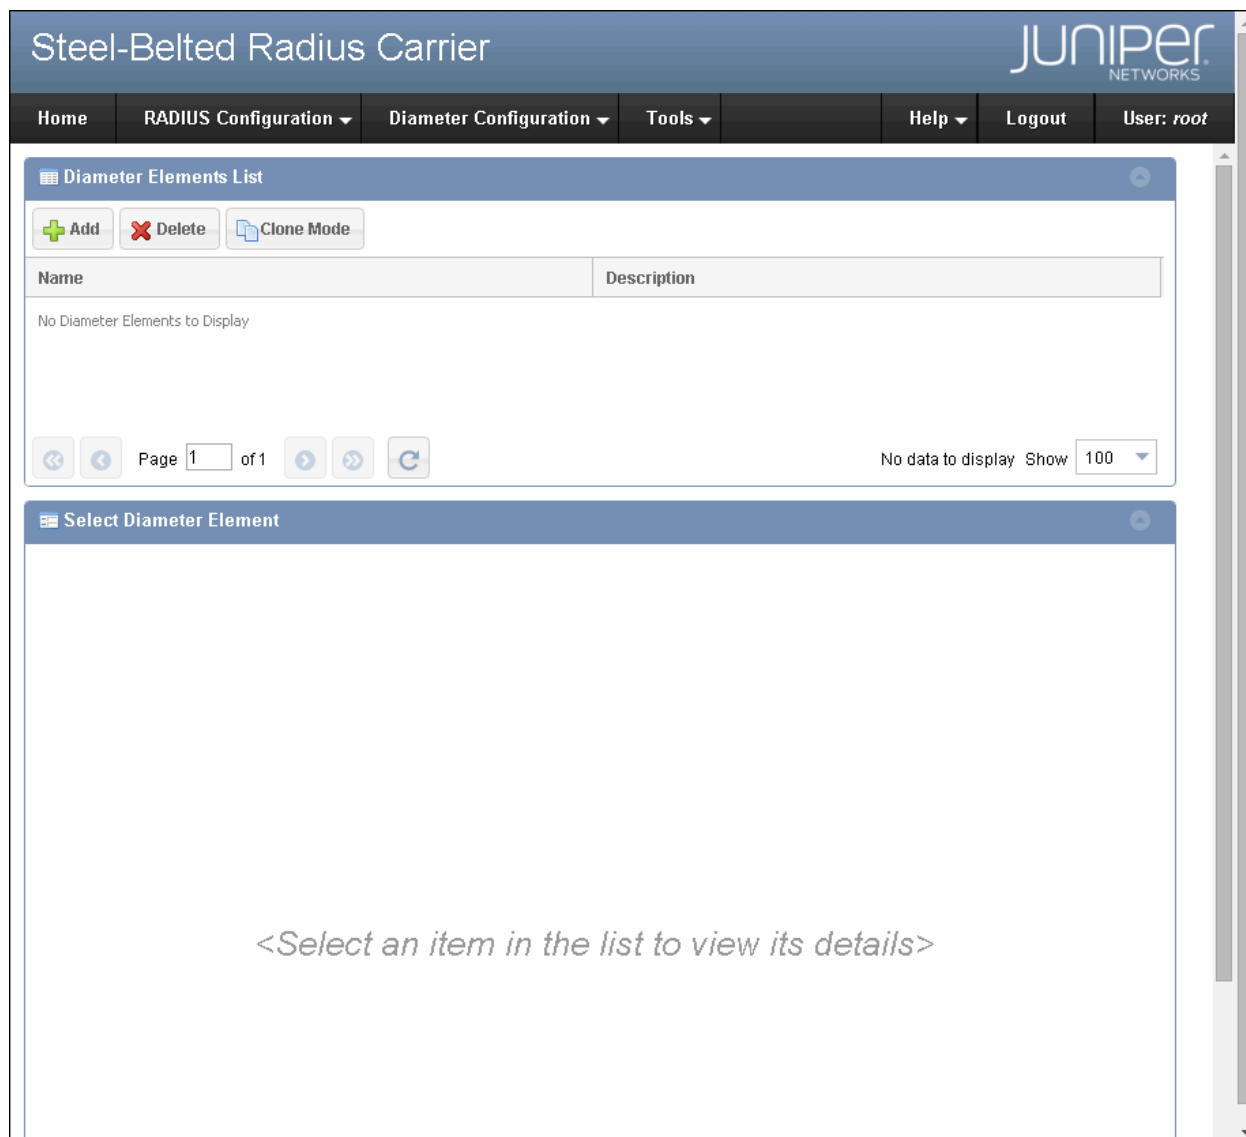 Steel-Belted Radius Carrier
JUNIPER
NETWORKS
Home RADIUS Configuration Diameter Configuration Tools Help Logout User: root
Diameter Elements List
Add Delete Clone Mode
Name Description
No Diameter Elements to Display
Page 1 of 1 No data to display Show 100
Select Diameter Element
<Select an item in the list to view its details>